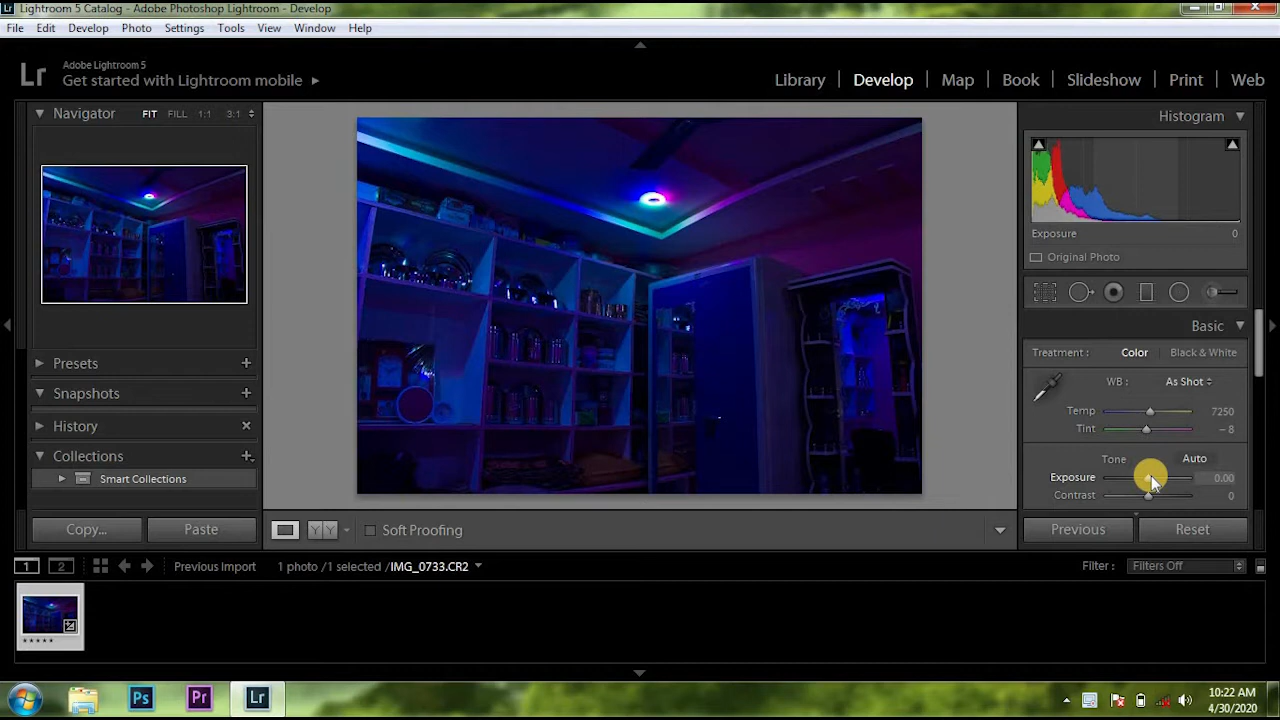 Lightroom 5 Catalog - Adobe Photoshop Lightroom - Develop
File Edit Develop Photo Settings Tools View Window Help
Lr
Adobe Lightroom 5
Get started with Lightroom mobile
Library Develop Map Book Slideshow Print Web
Navigator FIT FILL 1:1 3:1
Presets
Snapshots
History
Collections
Smart Collections
Copy... Paste
Histogram
Exposure 0
Original Photo
Basic
Treatment : Color Black & White
WB : As Shot
Temp 7250
Tint – 8
Tone Auto
Exposure 0.00
Contrast 0
Previous Reset
Y Y Soft Proofing
1 2 Previous Import 1 photo /1 selected /IMG_0733.CR2 Filter : Filters Off
Ps Pr Lr
10:22 AM
4/30/2020